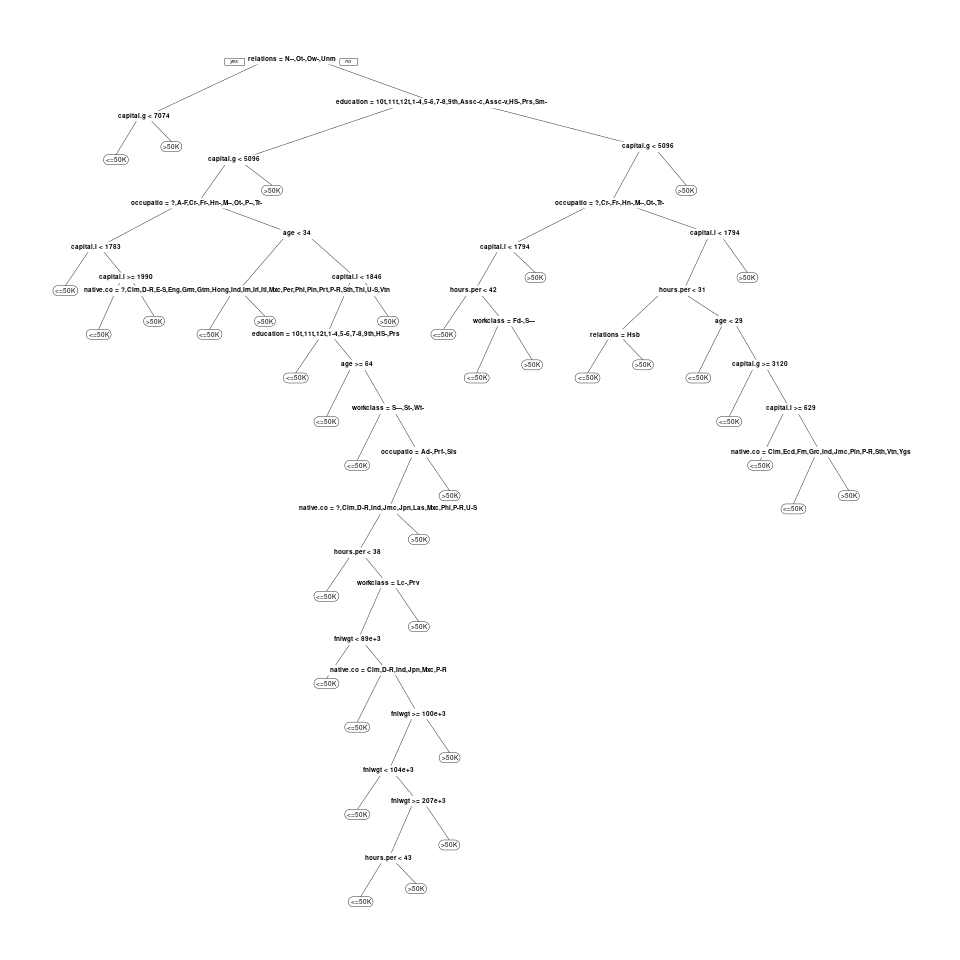 yes relations = N-,Ot-,Ow-,Unm no
education = 10t,11t,12t,1-4,5-6,7-8,9th,Assc-c,Assc-v,HS-,Prs,Sm-
capital.g < 7074
capital.g < 5096
<=50K >50K
capital.g < 5096
>50K >50K
occupatio = ?,A-F,Cr-,Fr-,Hn-,M--,Ot-,P--,Tr-
occupatio = ?,Cr-,Fr-,Hn-,M--,Ot-,Tr-
age < 34
capital.l < 1794
capital.l < 1783
capital.l < 1794
capital.l >= 1990
capital.l < 1846
>50K >50K
<=50K
native.co = ?,Clm,D-R,E-S,Eng,Grm,Gtm,Hong,Ind,Im,Irl,Itl,Mxc,Per,Phl,Pln,Prt,P-R,Sth,Thl,U-S,Vtn
hours.per < 42
hours.per < 31
>50K >50K >50K
workclass = Fd-,S--
age < 29
<=50K <=50K
education = 10t,11t,12t,1-4,5-6,7-8,9th,HS-,Prs
<=50K
relations = Hsb
age >= 64
>50K >50K
capital.g >= 3120
<=50K <=50K <=50K <=50K
workclass = S--,St-,Wt-
capital.l >= 629
<=50K <=50K
occupatio = Ad-,Prf-,Sls
native.co = Clm,Ecd,Frn,Grc,Ind,Jmc,Pln,P-R,Sth,Vtn,Ygs
<=50K <=50K
>50K >50K
native.co = ?,Clm,D-R,Ind,Jmc,Jpn,Las,Mxc,Phl,P-R,U-S
<=50K
>50K
hours.per < 38
workclass = Lc-,Prv
<=50K
>50K
fnlwgt < 89e+3
native.co = Clm,D-R,Ind,Jpn,Mxc,P-R
<=50K
fnlwgt >= 100e+3
<=50K
>50K
fnlwgt < 104e+3
fnlwgt >= 207e+3
<=50K
>50K
hours.per < 43
>50K
<=50K